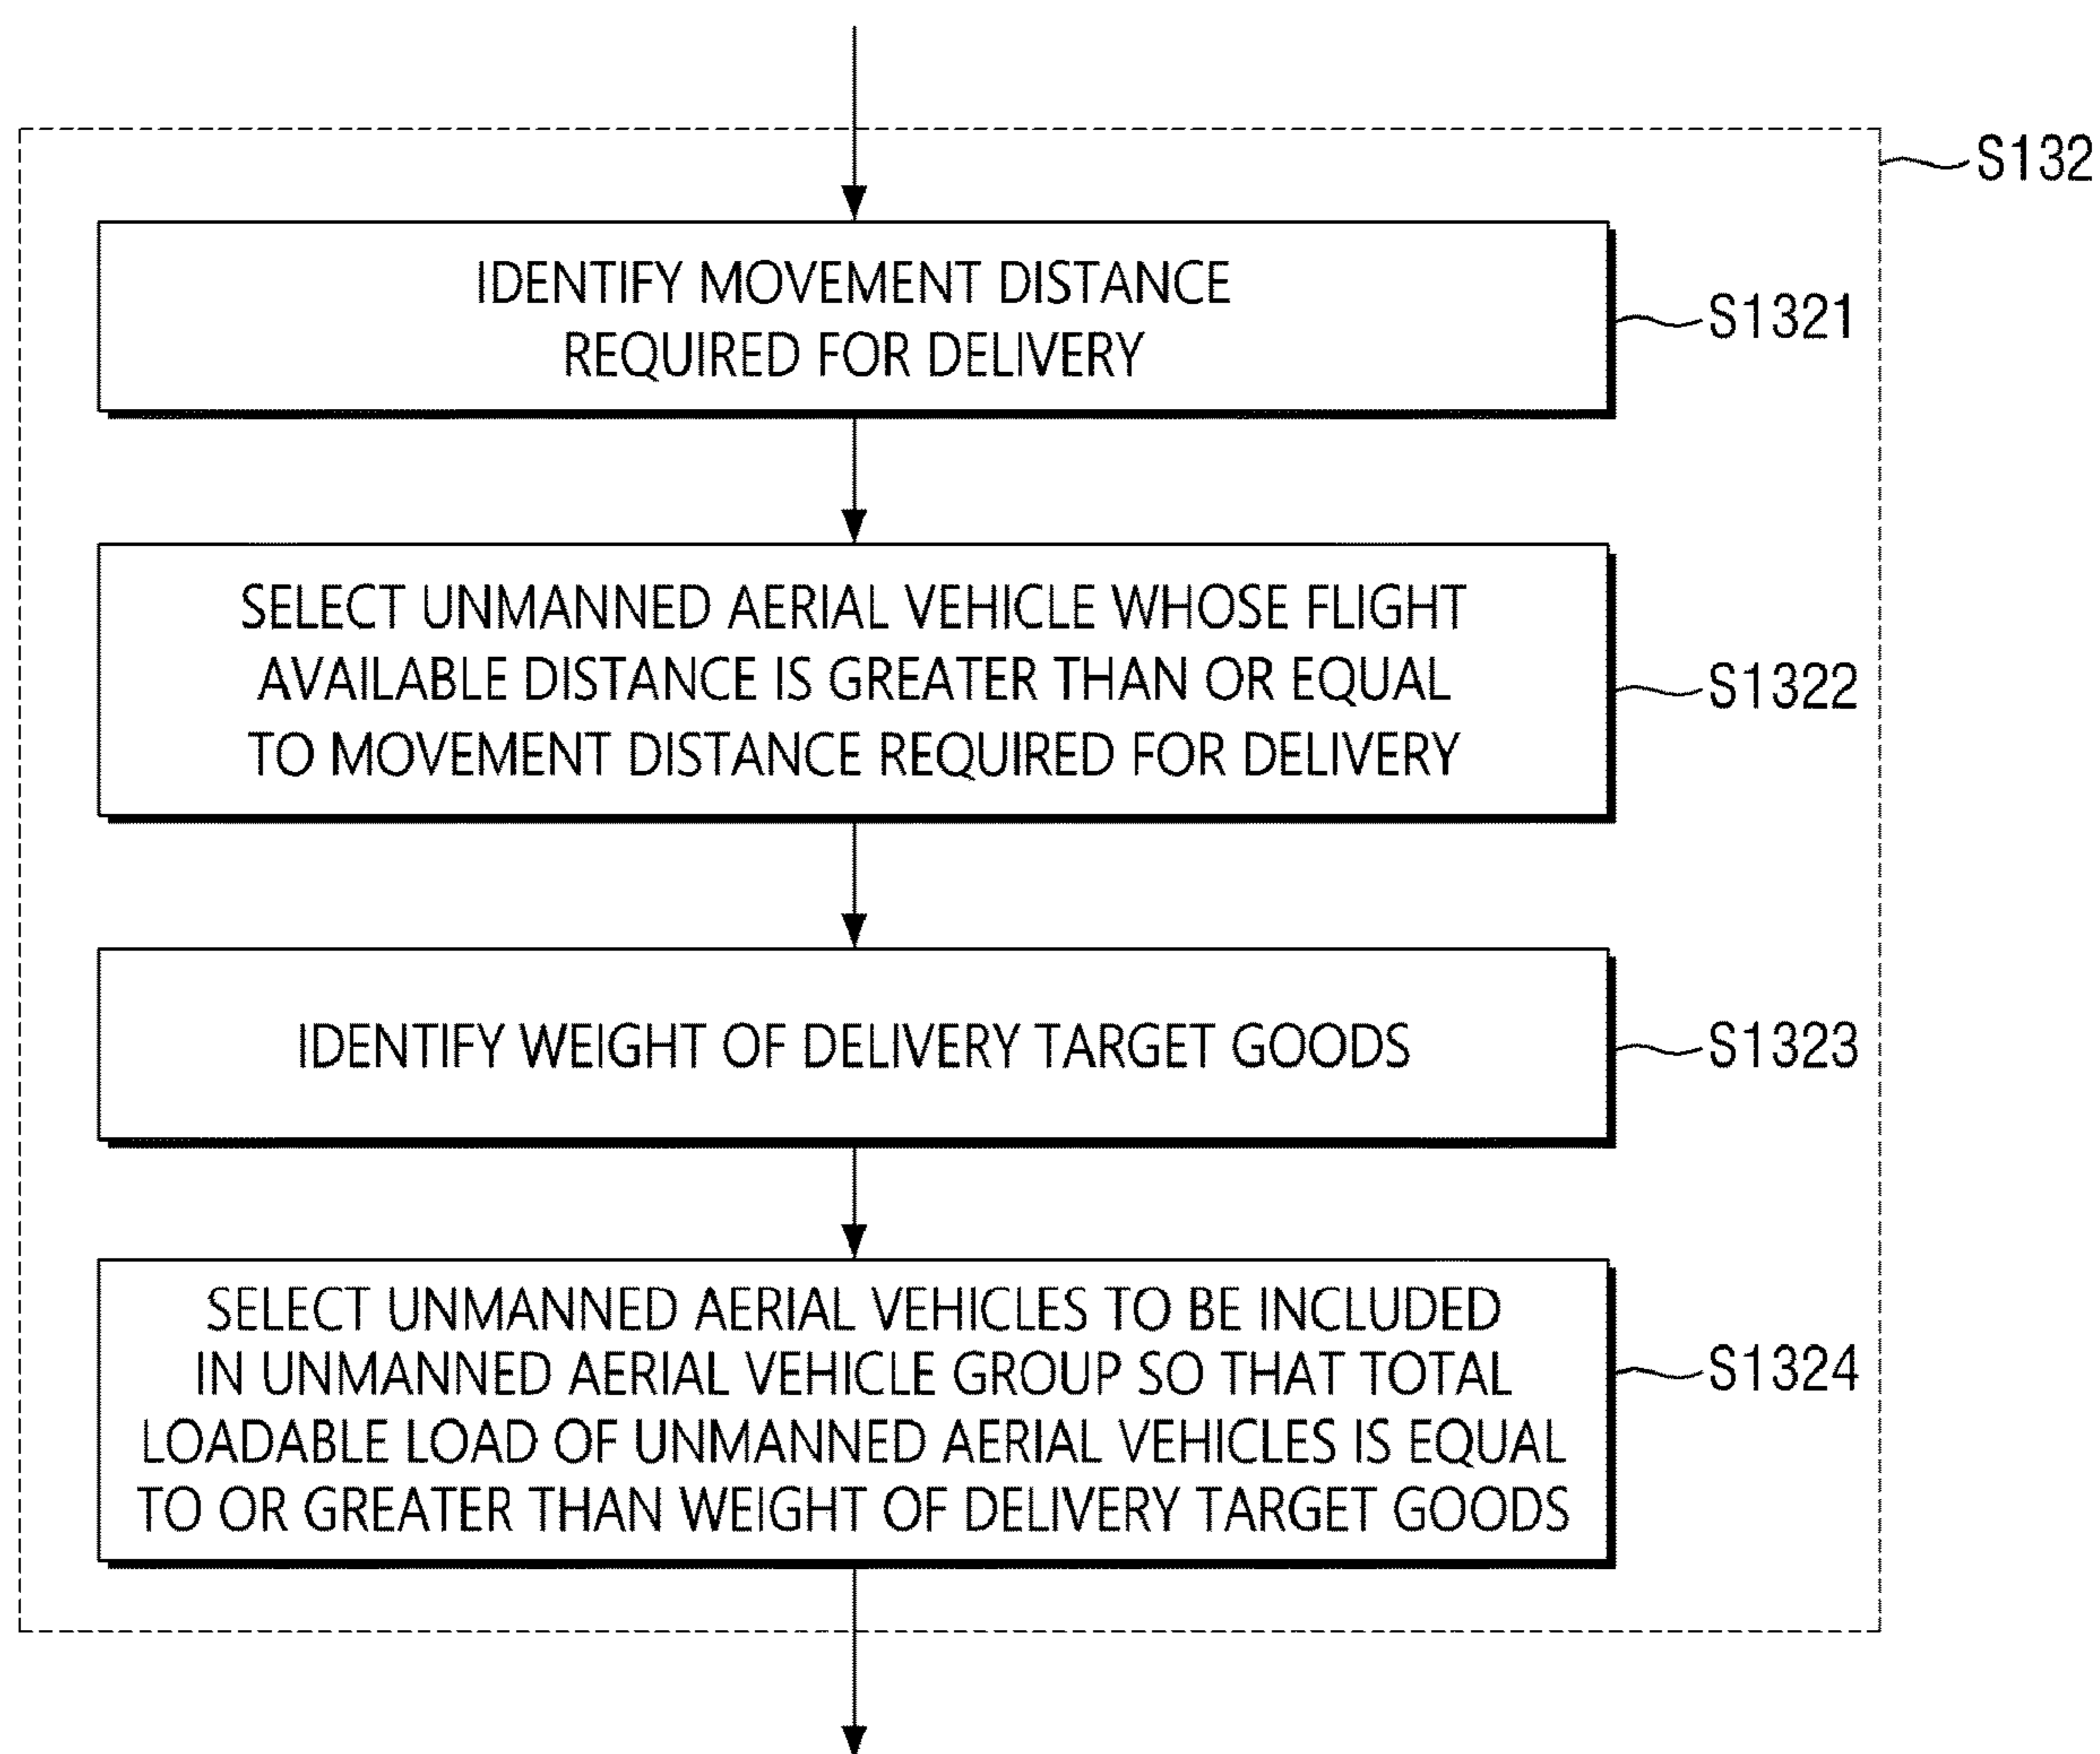 S132
IDENTIFY MOVEMENT DISTANCE
REQUIRED FOR DELIVERY
S1321
SELECT UNMANNED AERIAL VEHICLE WHOSE FLIGHT
AVAILABLE DISTANCE IS GREATER THAN OR EQUAL
TO MOVEMENT DISTANCE REQUIRED FOR DELIVERY
S1322
IDENTIFY WEIGHT OF DELIVERY TARGET GOODS
S1323
SELECT UNMANNED AERIAL VEHICLES TO BE INCLUDED
IN UNMANNED AERIAL VEHICLE GROUP SO THAT TOTAL
LOADABLE LOAD OF UNMANNED AERIAL VEHICLES IS EQUAL
TO OR GREATER THAN WEIGHT OF DELIVERY TARGET GOODS
S1324